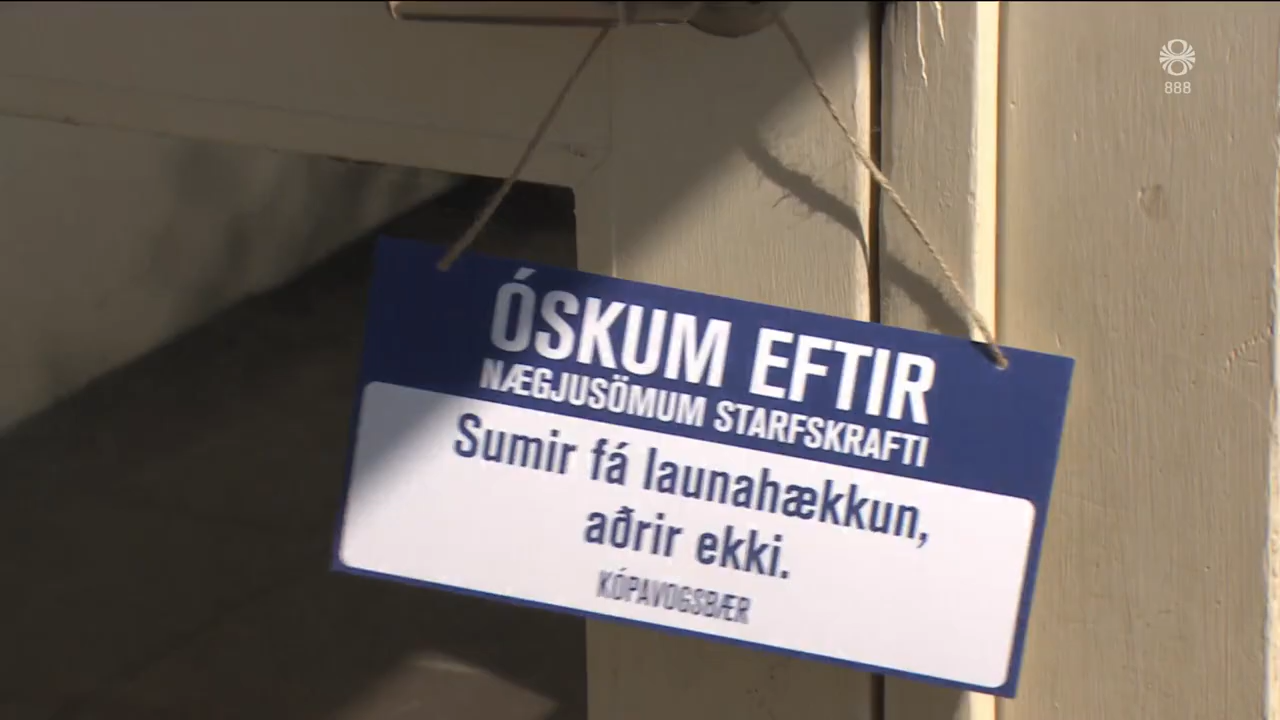 888
ÓSKUM EFTIR
NÆGJUSÖMUM STARFSKRAFTI
Sumir fá launahækkun,
aðrir ekki.
KÓPAVOGSBÆR